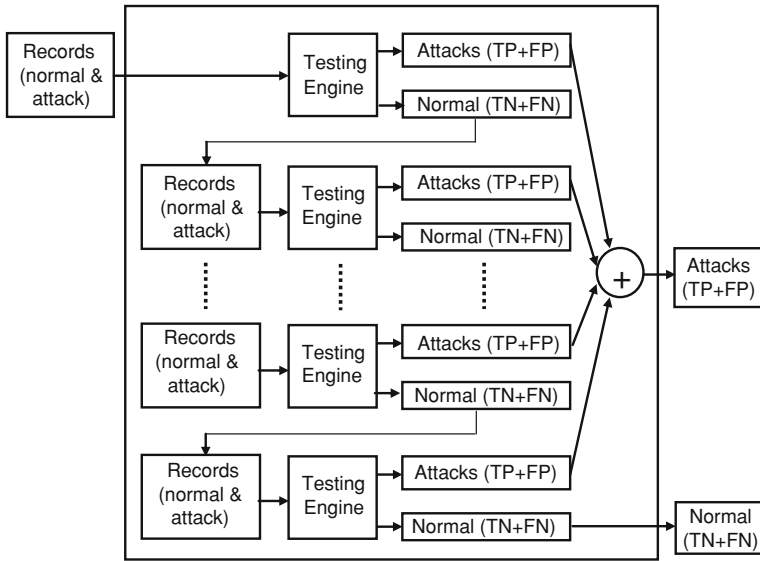 Records
(normal &
attack)
Testing
Engine
Attacks (TP+FP)
Normal (TN+FN)
Records
(normal &
attack)
Testing
Engine
Attacks (TP+FP)
Normal (TN+FN)
+
Attacks
(TP+FP)
Records
(normal &
attack)
Testing
Engine
Attacks (TP+FP)
Normal (TN+FN)
Records
(normal &
attack)
Testing
Engine
Attacks (TP+FP)
Normal (TN+FN)
Normal
(TN+FN)